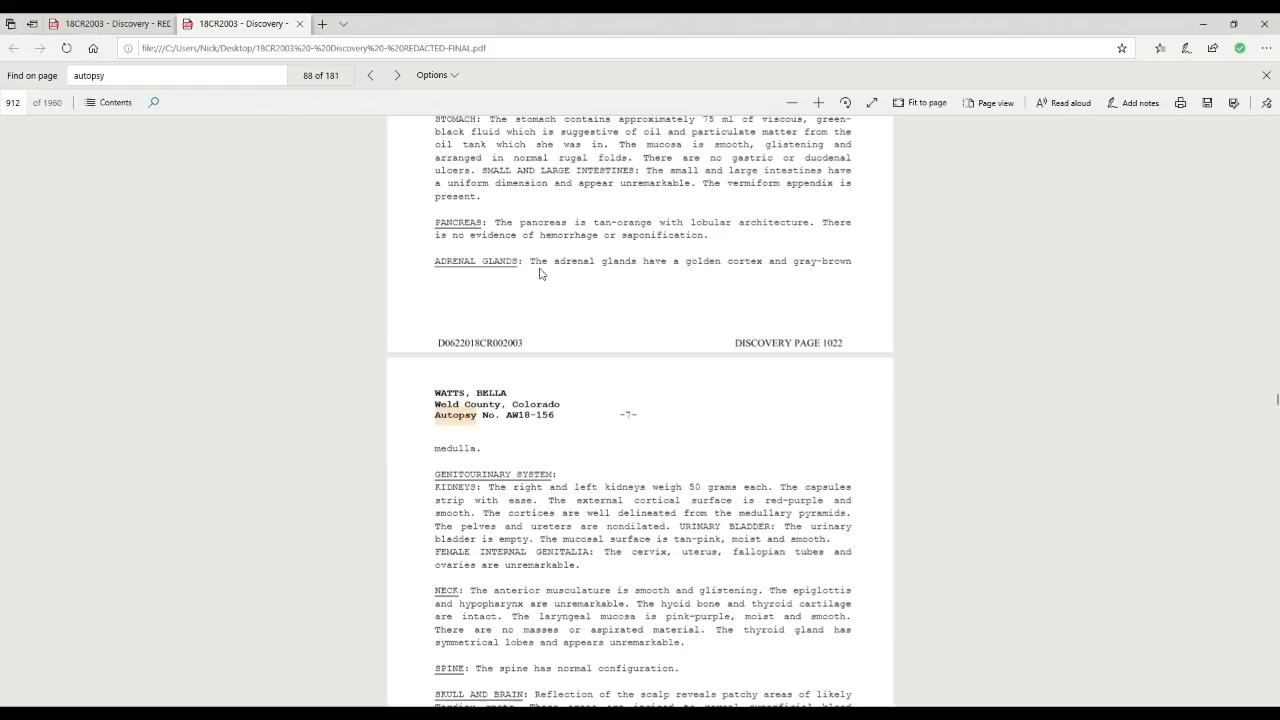 18CR2003 - Discovery - RED
18CR2003 - Discovery -
file:///C:/Users/Nick/Desktop/18CR2003%20-%20Discovery%20-%20REDACTED-FINAL.pdf
Find on page autopsy 88 of 181 Options
912 of 1960 Contents Fit to page Page view Read aloud Add notes
STOMACH: The stomach contains approximately 75 ml of viscous, green-
black fluid which is suggestive of oil and particulate matter from the
oil tank which she was in. The mucosa is smooth, glistening and
arranged in normal rugal folds. There are no gastric or duodenal
ulcers. SMALL AND LARGE INTESTINES: The small and large intestines have
a uniform dimension and appear unremarkable. The vermiform appendix is
present.
PANCREAS: The pancreas is tan-orange with lobular architecture. There
is no evidence of hemorrhage or saponification.
ADRENAL GLANDS: The adrenal glands have a golden cortex and gray-brown
D0622018CR002003 DISCOVERY PAGE 1022
WATTS, BELLA
Weld County, Colorado
Autopsy No. AW18-156 -7-
medulla.
GENITOURINARY SYSTEM:
KIDNEYS: The right and left kidneys weigh 50 grams each. The capsules
strip with ease. The external cortical surface is red-purple and
smooth. The cortices are well delineated from the medullary pyramids.
The pelves and ureters are nondilated. URINARY BLADDER: The urinary
bladder is empty. The mucosal surface is tan-pink, moist and smooth.
FEMALE INTERNAL GENITALIA: The cervix, uterus, fallopian tubes and
ovaries are unremarkable.
NECK: The anterior musculature is smooth and glistening. The epiglottis
and hypopharynx are unremarkable. The hyoid bone and thyroid cartilage
are intact. The laryngeal mucosa is pink-purple, moist and smooth.
There are no masses or aspirated material. The thyroid gland has
symmetrical lobes and appears unremarkable.
SPINE: The spine has normal configuration.
SKULL AND BRAIN: Reflection of the scalp reveals patchy areas of likely